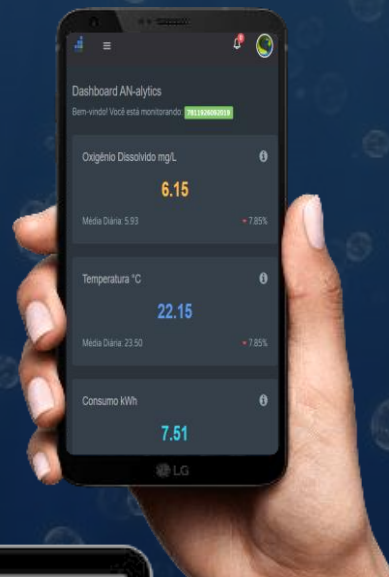 Dashboard AN-alytics
Bem-vindo! Você está monitorando:
Oxigênio Dissolvido mg/L
6.15
Média Diária: 5.93 7.85%
Temperatura °C
22.15
Média Diária: 23.50 7.85%
Consumo kWh
7.51
LG